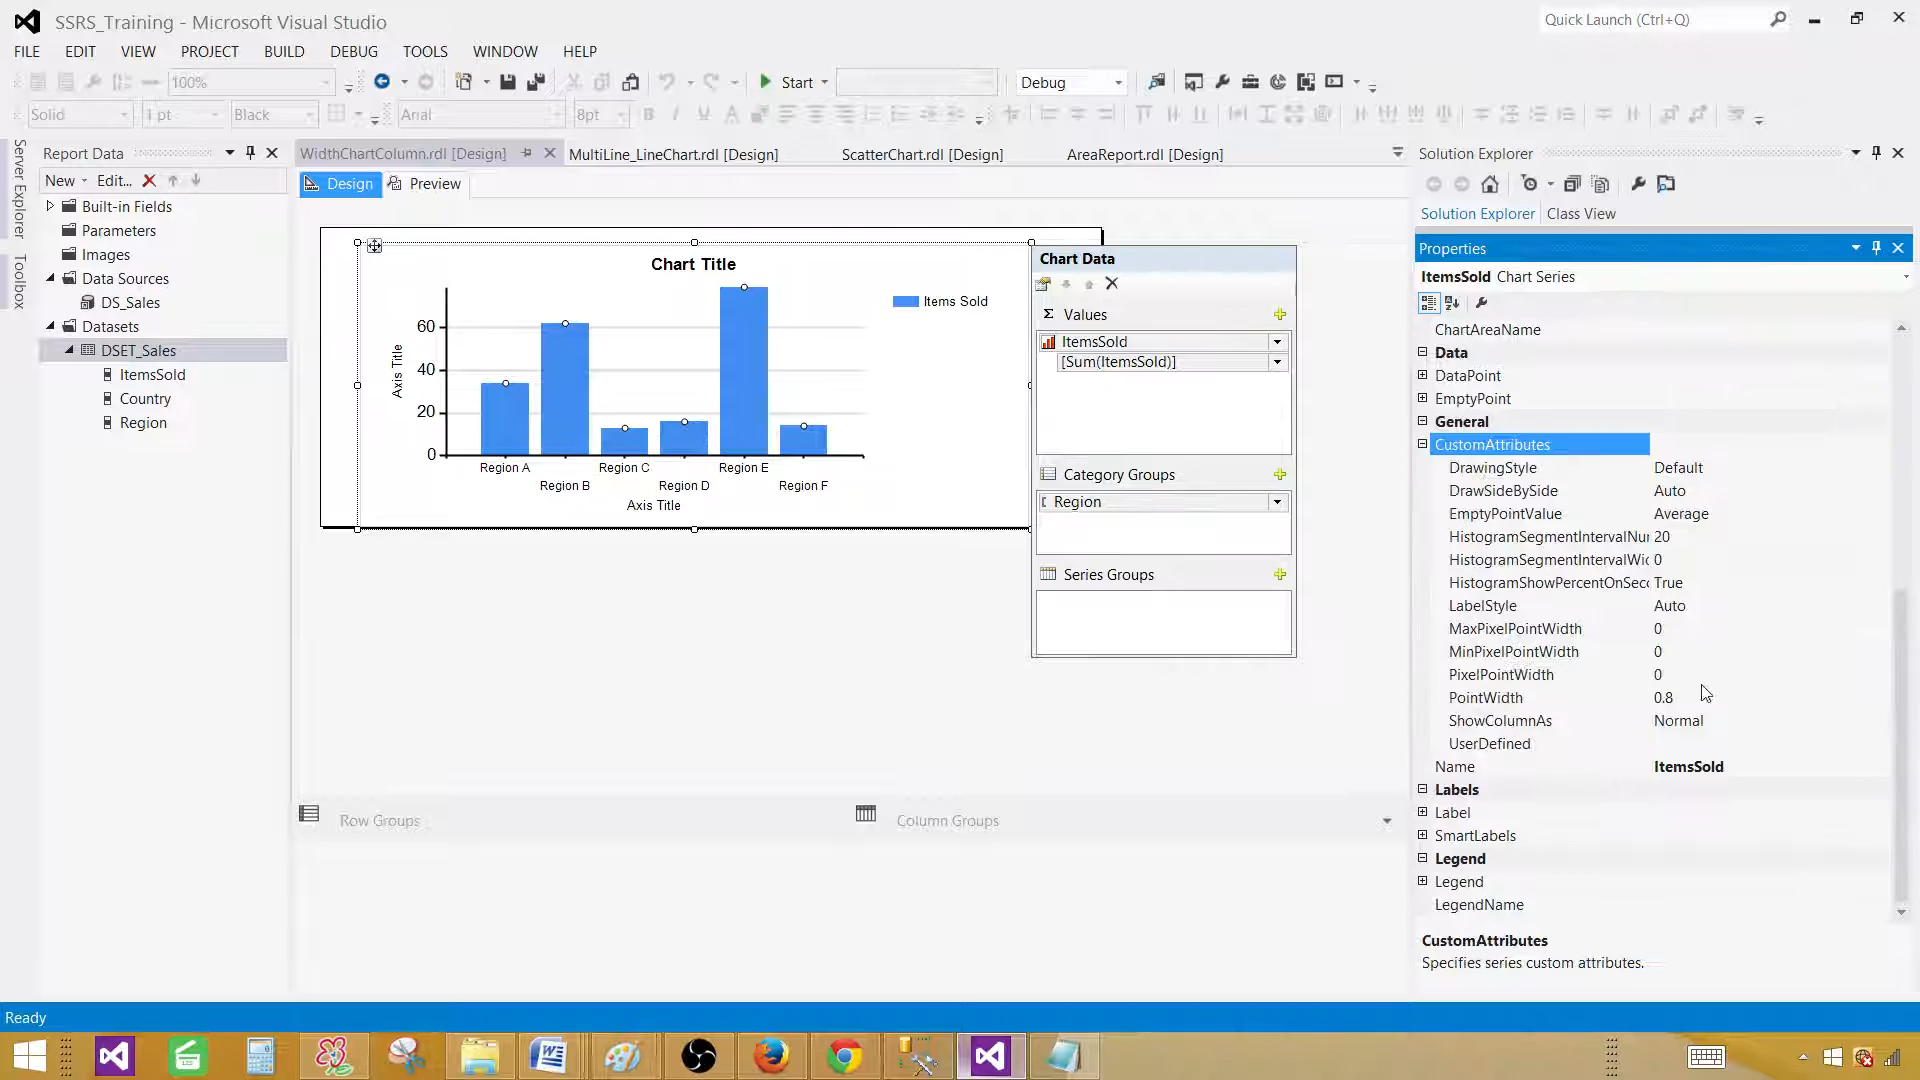 SSRS_Training - Microsoft Visual Studio
Quick Launch (Ctrl+Q)
FILE EDIT VIEW PROJECT BUILD DEBUG TOOLS WINDOW HELP
100%
Start
Debug
Solid
1 pt
Black
Arial
8pt
Server Explorer
Toolbox
Report Data
New Edit...
Built-in Fields
Parameters
Images
Data Sources
DS_Sales
Datasets
DSET_Sales
ItemsSold
Country
Region
WidthChartColumn.rdl [Design]
MultiLine_LineChart.rdl [Design]
ScatterChart.rdl [Design]
AreaReport.rdl [Design]
Design
Preview
Chart Title
Items Sold
Axis Title
60
40
20
0
Region A
Region C
Region E
Region B
Region D
Region F
Axis Title
Chart Data
Σ Values
ItemsSold
[Sum(ItemsSold)]
Category Groups
Region
Series Groups
Row Groups
Column Groups
Solution Explorer
Solution Explorer
Class View
Properties
ItemsSold Chart Series
ChartAreaName
Data
DataPoint
EmptyPoint
General
CustomAttributes
DrawingStyle Default
DrawSideBySide Auto
EmptyPointValue Average
HistogramSegmentIntervalNu 20
HistogramSegmentIntervalWi 0
HistogramShowPercentOnSec True
LabelStyle Auto
MaxPixelPointWidth 0
MinPixelPointWidth 0
PixelPointWidth 0
PointWidth 0.8
ShowColumnAs Normal
UserDefined
Name ItemsSold
Labels
Label
SmartLabels
Legend
Legend
LegendName
CustomAttributes
Specifies series custom attributes.
Ready